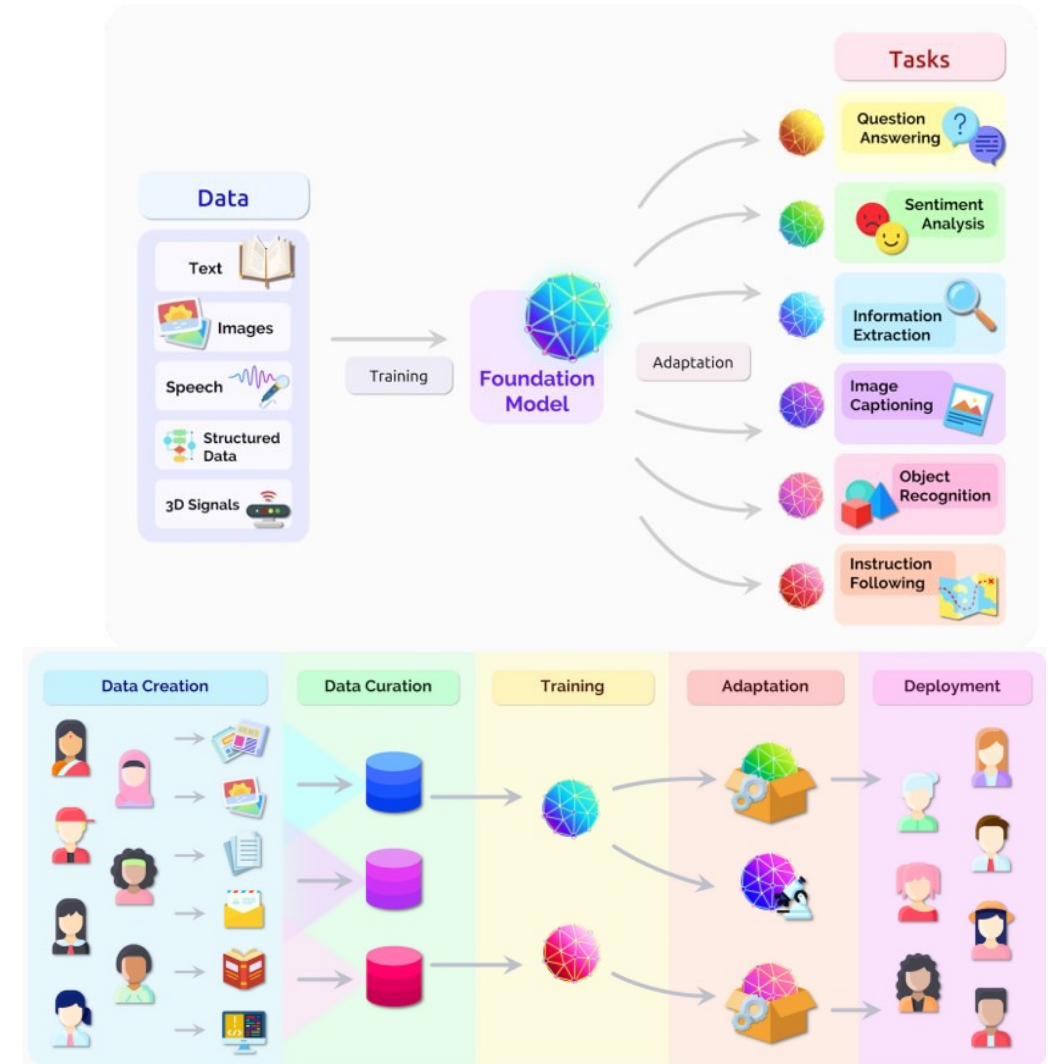 Tasks
Question
Answering
Data
Sentiment
Analysis
Text
Images
Information
Extraction
Speech
Training
Foundation
Model
Adaptation
Image
Captioning
Structured
Data
Object
Recognition
3D Signals
Instruction
Following
Data Creation
Data Curation
Training
Adaptation
Deployment
NEWS